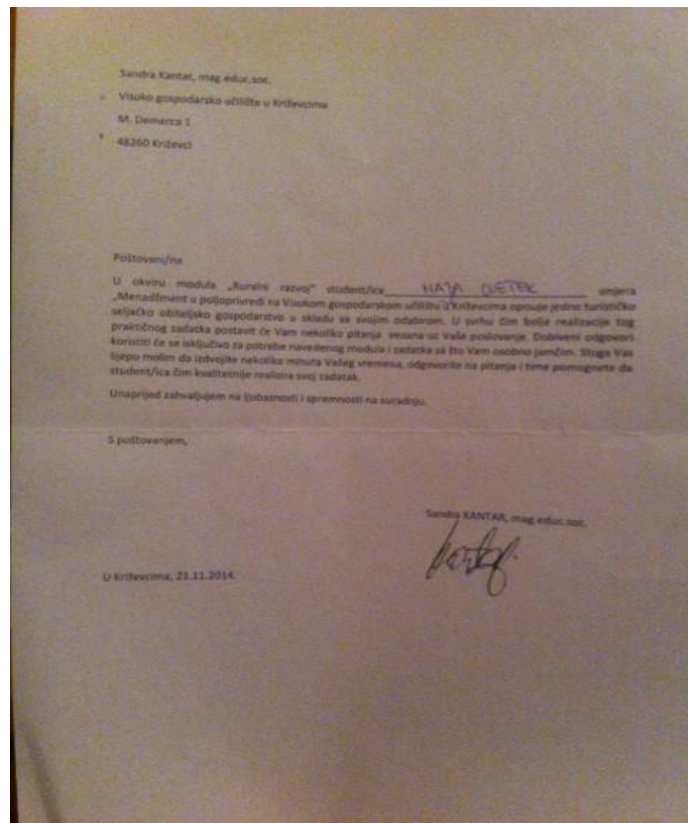 Sandra Kantar, mag.educ.soc.
Visoko gospodarsko učilište u Križevcima
M. Demerca 1
48260 Križevci
Poštovani/na
U okviru modula „Ruralni razvoj" student/ica smjera
„Menadžment u poljoprivredi na Visokom gospodarskom učilištu u Križevcima opisuje jedno turističko
seljačko obiteljsko gospodarstvo u skladu sa svojim odabirom. U svrhu čim bolje realizacije tog
praktičnog zadatka postavit će Vam nekoliko pitanja vezana uz Vaše poslovanje. Dobiveni odgovori
koristiti će se isključivo za potrebe navedenog modula i zadatka za što Vam osobno jamčim. Stoga Vas
lijepo molim da izdvojite nekoliko minuta Vašeg vremena, odgovorite na pitanja i time pomognete da
student/ica čim kvalitetnije realizira svoj zadatak.
Unaprijed zahvaljujem na ljubaznosti i spremnosti na suradnju.
S poštovanjem,
Sandra KANTAR, mag.educ.soc.
U Križevcima, 21.11.2014.